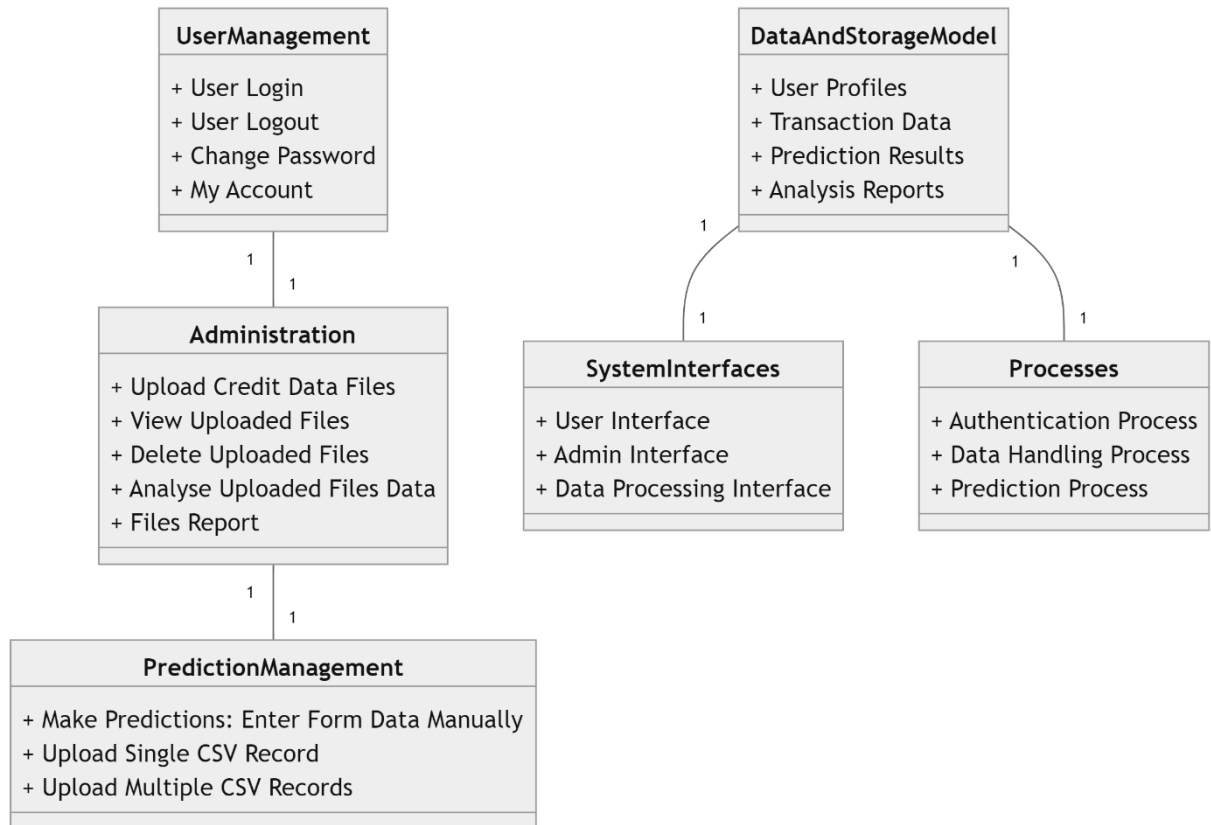 UserManagement
+ User Login
+ User Logout
+ Change Password
+ My Account
1
1
Administration
+ Upload Credit Data Files
+ View Uploaded Files
+ Delete Uploaded Files
+ Analyse Uploaded Files Data
+ Files Report
1
1
PredictionManagement
+ Make Predictions: Enter Form Data Manually
+ Upload Single CSV Record
+ Upload Multiple CSV Records
DataAndStorageModel
+ User Profiles
+ Transaction Data
+ Prediction Results
+ Analysis Reports
1
1
1
1
SystemInterfaces
+ User Interface
+ Admin Interface
+ Data Processing Interface
Processes
+ Authentication Process
+ Data Handling Process
+ Prediction Process